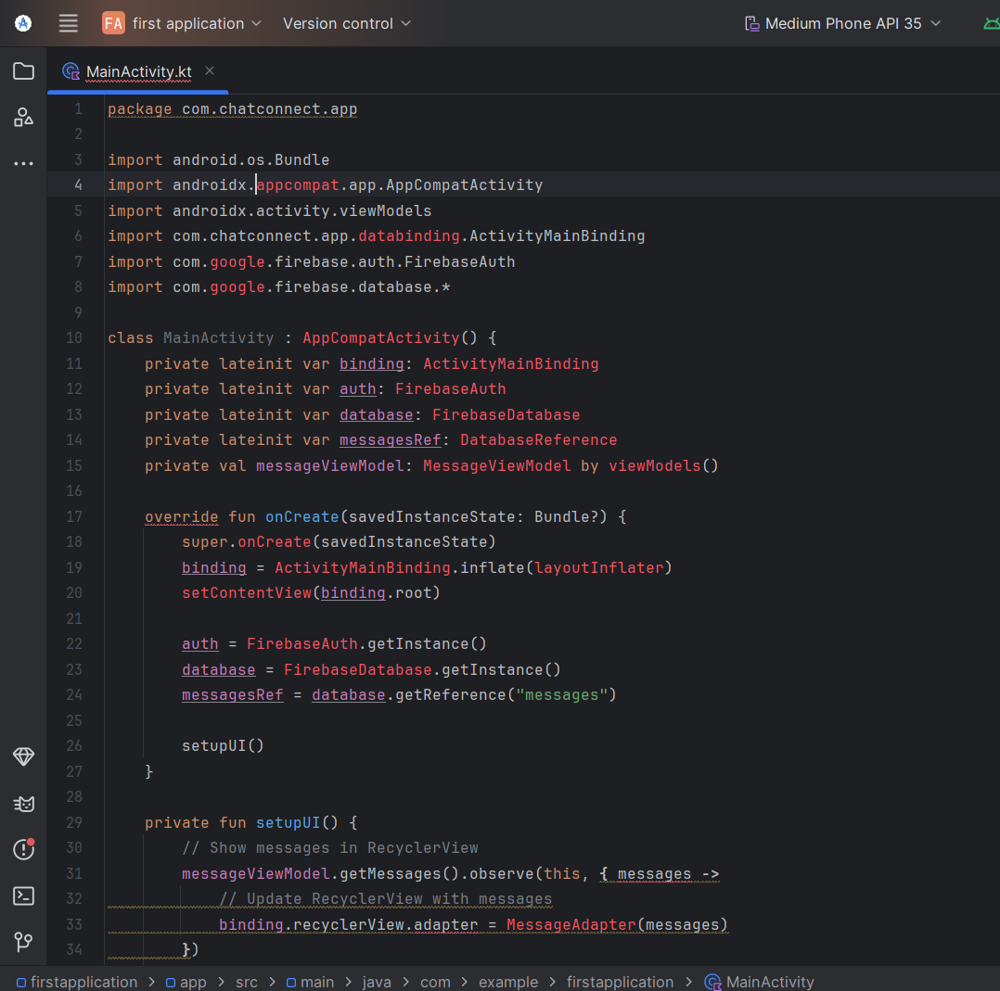 FA first application Version control Medium Phone API 35
MainActivity.kt
1 package com.chatconnect.app
2
3 import android.os.Bundle
4 import androidx.appcompat.app.AppCompatActivity
5 import androidx.activity.viewModels
6 import com.chatconnect.app.databinding.ActivityMainBinding
7 import com.google.firebase.auth.FirebaseAuth
8 import com.google.firebase.database.*
9
10 class MainActivity : AppCompatActivity() {
11     private lateinit var binding: ActivityMainBinding
12     private lateinit var auth: FirebaseAuth
13     private lateinit var database: FirebaseDatabase
14     private lateinit var messagesRef: DatabaseReference
15     private val messageViewModel: MessageViewModel by viewModels()
16
17     override fun onCreate(savedInstanceState: Bundle?) {
18         super.onCreate(savedInstanceState)
19         binding = ActivityMainBinding.inflate(layoutInflater)
20         setContentView(binding.root)
21
22         auth = FirebaseAuth.getInstance()
23         database = FirebaseDatabase.getInstance()
24         messagesRef = database.getReference("messages")
25
26         setupUI()
27     }
28
29     private fun setupUI() {
30         // Show messages in RecyclerView
31         messageViewModel.getMessages().observe(this, { messages ->
32             // Update RecyclerView with messages
33             binding.recyclerView.adapter = MessageAdapter(messages)
34         })
firstapplication > app > src > main > java > com > example > firstapplication > MainActivity